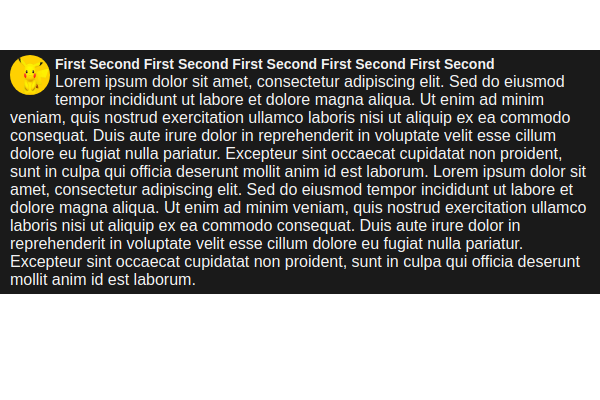 First Second First Second First Second First Second First Second
Lorem ipsum dolor sit amet, consectetur adipiscing elit. Sed do eiusmod
tempor incididunt ut labore et dolore magna aliqua. Ut enim ad minim
veniam, quis nostrud exercitation ullamco laboris nisi ut aliquip ex ea commodo
consequat. Duis aute irure dolor in reprehenderit in voluptate velit esse cillum
dolore eu fugiat nulla pariatur. Excepteur sint occaecat cupidatat non proident,
sunt in culpa qui officia deserunt mollit anim id est laborum. Lorem ipsum dolor sit
amet, consectetur adipiscing elit. Sed do eiusmod tempor incididunt ut labore et
dolore magna aliqua. Ut enim ad minim veniam, quis nostrud exercitation ullamco
laboris nisi ut aliquip ex ea commodo consequat. Duis aute irure dolor in
reprehenderit in voluptate velit esse cillum dolore eu fugiat nulla pariatur.
Excepteur sint occaecat cupidatat non proident, sunt in culpa qui officia deserunt
mollit anim id est laborum.